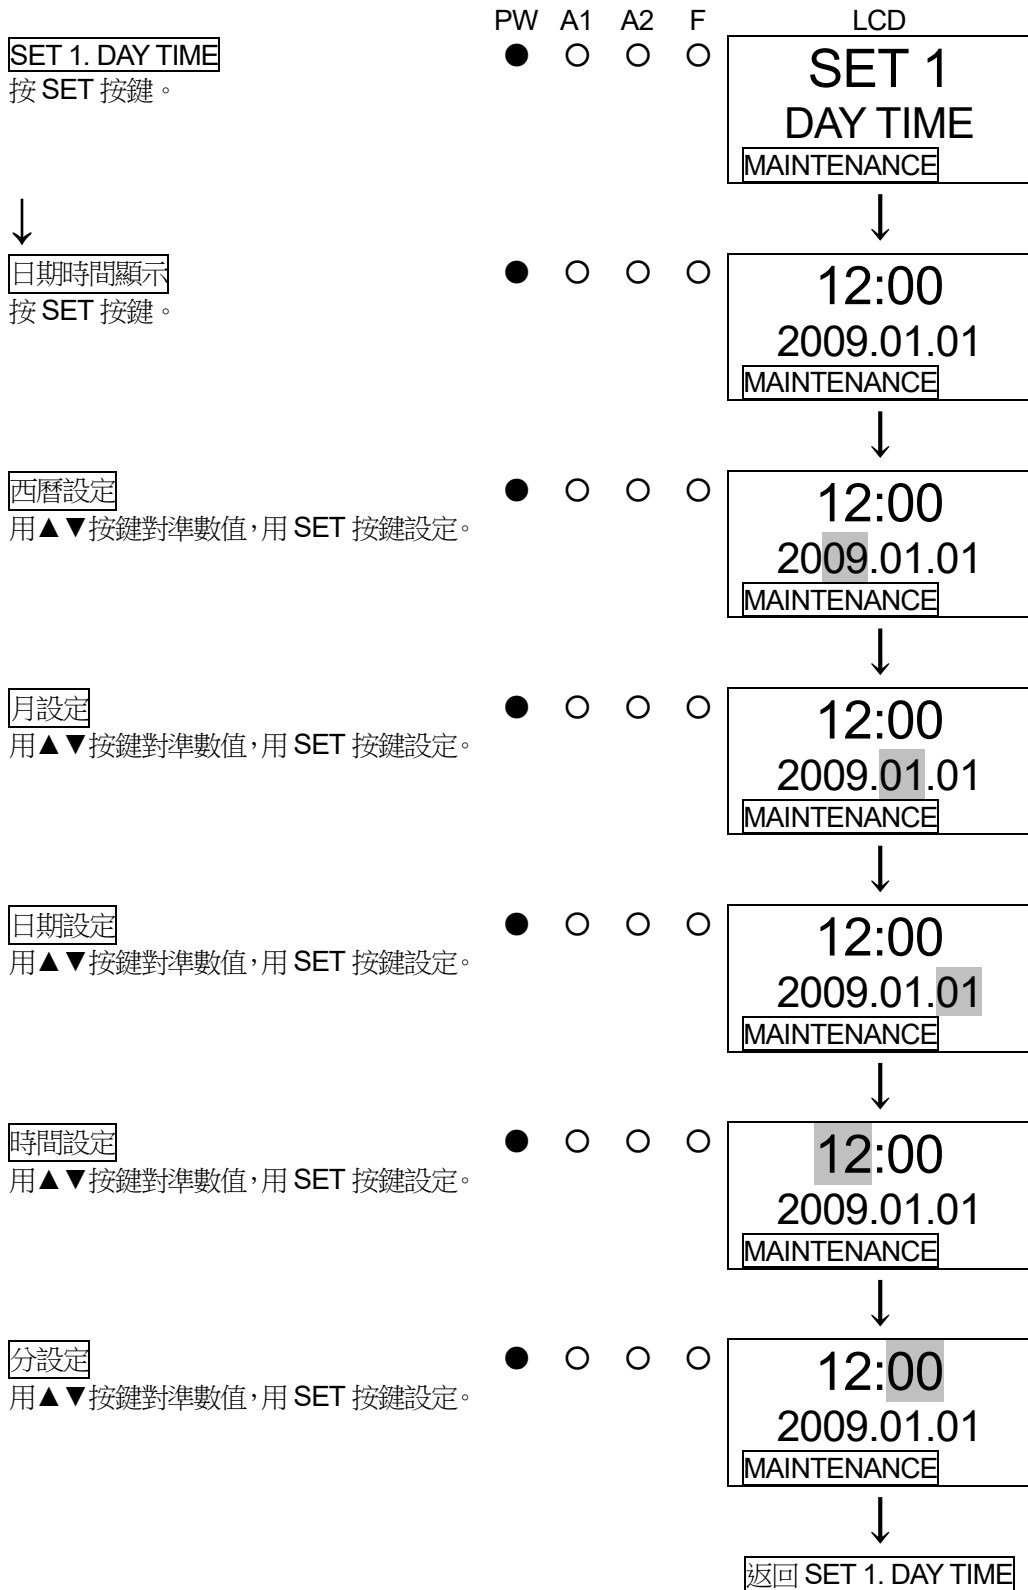 PW A1 A2 F LCD
SET 1. DAY TIME ● ○ ○ ○ SET 1
按 SET 按鍵。 DAY TIME
MAINTENANCE
↓ ↓
日期時間顯示 ● ○ ○ ○ 12:00
按 SET 按鍵。 2009.01.01
MAINTENANCE
↓
西曆設定 ● ○ ○ ○ 12:00
用▲▼按鍵對準數值,用 SET 按鍵設定。 2009.01.01
MAINTENANCE
↓
月設定 ● ○ ○ ○ 12:00
用▲▼按鍵對準數值,用 SET 按鍵設定。 2009.01.01
MAINTENANCE
↓
日期設定 ● ○ ○ ○ 12:00
用▲▼按鍵對準數值,用 SET 按鍵設定。 2009.01.01
MAINTENANCE
↓
時間設定 ● ○ ○ ○ 12:00
用▲▼按鍵對準數值,用 SET 按鍵設定。 2009.01.01
MAINTENANCE
↓
分設定 ● ○ ○ ○ 12:00
用▲▼按鍵對準數值,用 SET 按鍵設定。 2009.01.01
MAINTENANCE
↓
返回 SET 1. DAY TIME